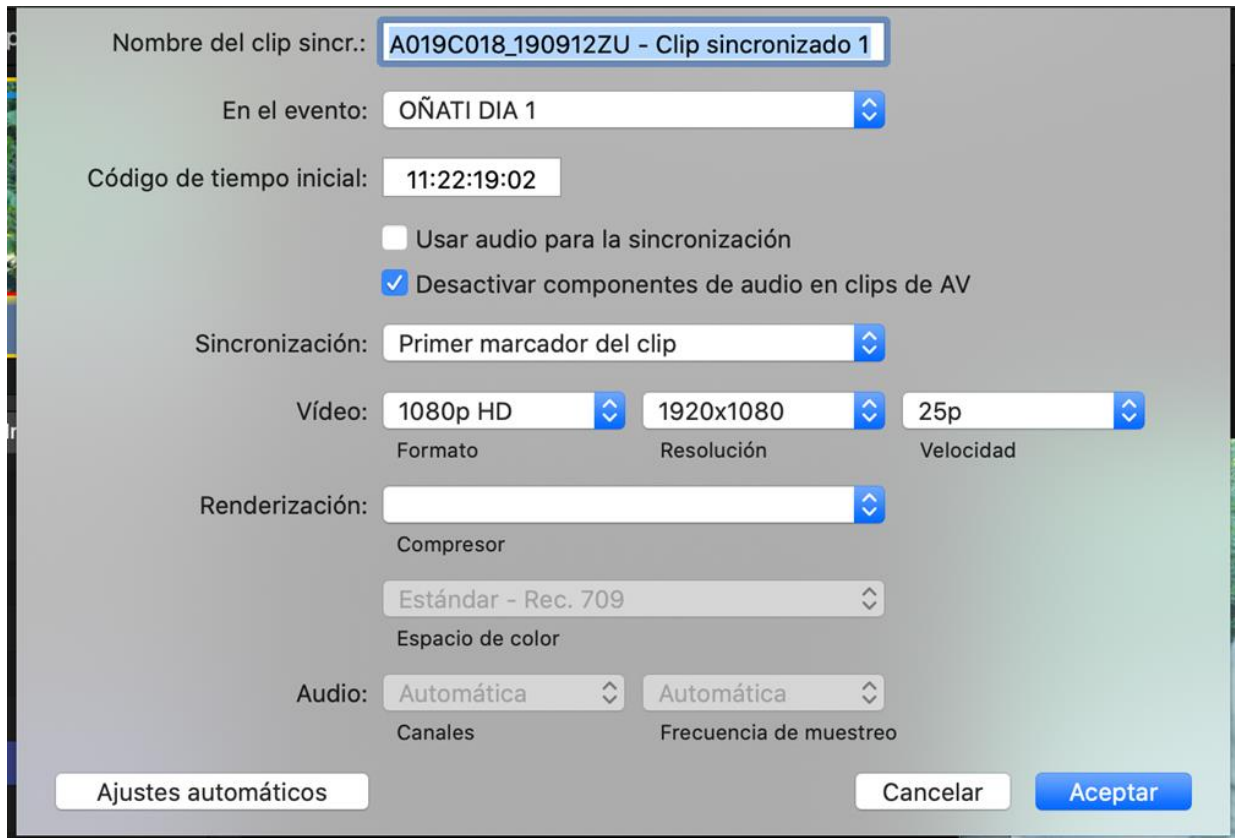 Nombre del clip sincr.: A019C018_190912ZU - Clip sincronizado 1
En el evento: OÑATI DIA 1
Código de tiempo inicial: 11:22:19:02
Usar audio para la sincronización
Desactivar componentes de audio en clips de AV
Sincronización: Primer marcador del clip
Vídeo: 1080p HD 1920x1080 25p
Formato Resolución Velocidad
Renderización:
Compresor
Estándar - Rec. 709
Espacio de color
Audio: Automática Automática
Canales Frecuencia de muestreo
Ajustes automáticos Cancelar Aceptar